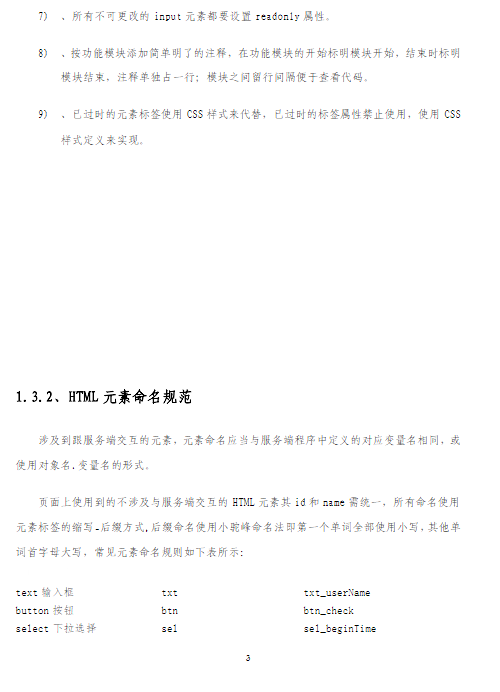 7) 、所有不可更改的 input 元素都要设置 readonly 属性。
8) 、按功能模块添加简单明了的注释，在功能模块的开始标明模块开始，结束时标明
模块结束，注释单独占一行；模块之间留行间隔便于查看代码。
9) 、已过时的元素标签使用 CSS 样式来代替，已过时的标签属性禁止使用，使用 CSS
样式定义来实现。
1.3.2、HTML 元素命名规范
涉及到跟服务端交互的元素，元素命名应当与服务端程序中定义的对应变量名相同，或
使用对象名.变量名的形式。
页面上使用到的不涉及与服务端交互的 HTML 元素其 id 和 name 需统一，所有命名使用
元素标签的缩写-后缀方式,后缀命名使用小驼峰命名法即第一个单词全部使用小写，其他单
词首字母大写，常见元素命名规则如下表所示：
text 输入框 txt txt_userName
button 按钮 btn btn_check
select 下拉选择 sel sel_beginTime
3